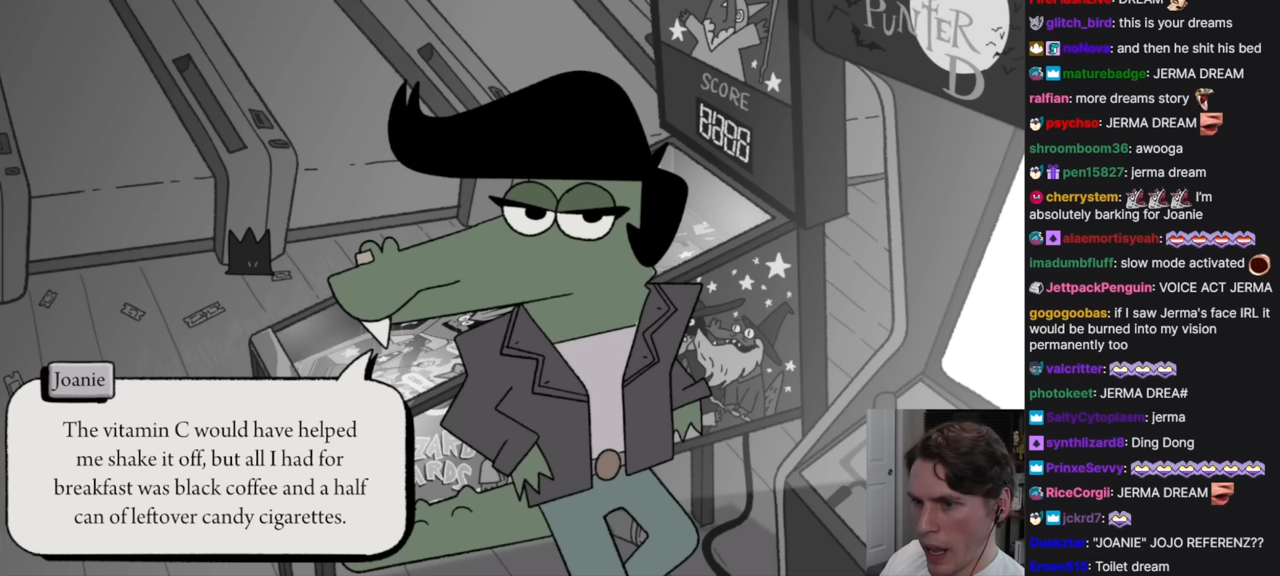 PUNTER
D
SCORE
Joanie
The vitamin C would have helped
me shake it off, but all I had for
breakfast was black coffee and a half
can of leftover candy cigarettes.
DREAM
glitch_bird: this is your dreams
noNova: and then he shit his bed
maturebadge: JERMA DREAM
ralfian: more dreams story
psychso: JERMA DREAM
shroomboom36: awooga
pen15827: jerma dream
cherrystem: I'm
absolutely barking for Joanie
alaemortisyeah:
imadumbfluff: slow mode activated
JettpackPenguin: VOICE ACT JERMA
gogogoobas: if I saw Jerma's face IRL it
would be burned into my vision
permanently too
valcritter:
photokeet: JERMA DREA#
SaltyCytoplasm: jerma
synthlizard8: Ding Dong
PrinxeSevvy:
RiceCorgii: JERMA DREAM
jckrd7:
"JOANIE" JOJO REFERENZ??
Eroen515: Toilet dream